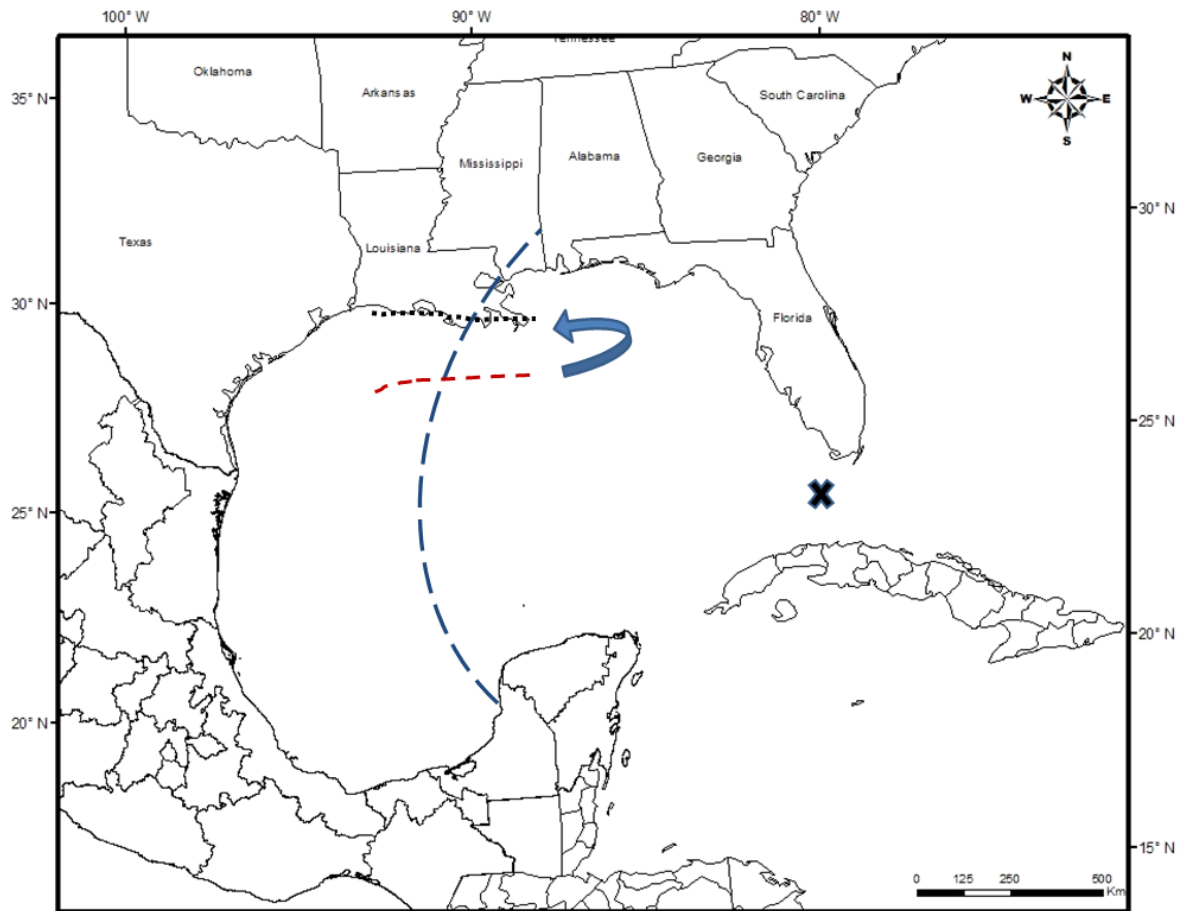 100° W
90° W
80° W
Tennessee
N
W
E
S
Oklahoma
Arkansas
South Carolina
35° N
Mississippi
Alabama
Georgia
30° N
Texas
Louisiana
30° N
Florida
25° N
25° N
20° N
20° N
15° N
0 125 250 500
Km